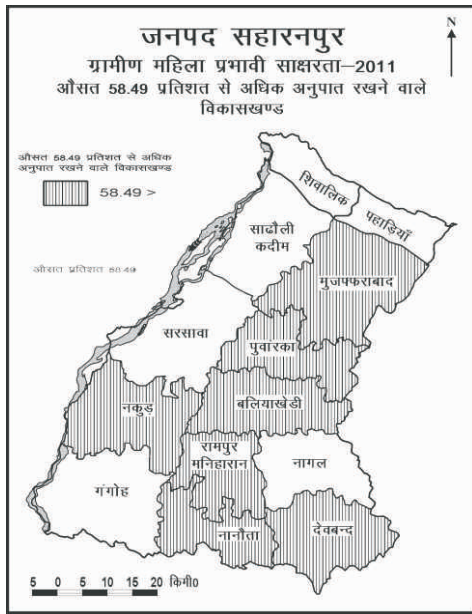 जनपद सहारनपुर
ग्रामीण महिला प्रभावी साक्षरता–2011
औसत 58.49 प्रतिशत से अधिक अनुपात रखने वाले
विकासखण्ड
N
औसत 58.49 प्रतिशत से अधिक
अनुपात रखने वाले विकासखण्ड
58.49 >
औसत प्रतिशत 58.49
शिवालिक
पहाड़ियाँ
साढौली
कदीम
मुजफ्फराबाद
सरसावा
पुवारका
नकुड़
बलियाखेडी
रामपुर
मनिहारान
नागल
गंगोह
नानौता
देवबन्द
5 0 5 10 15 20 किमी0